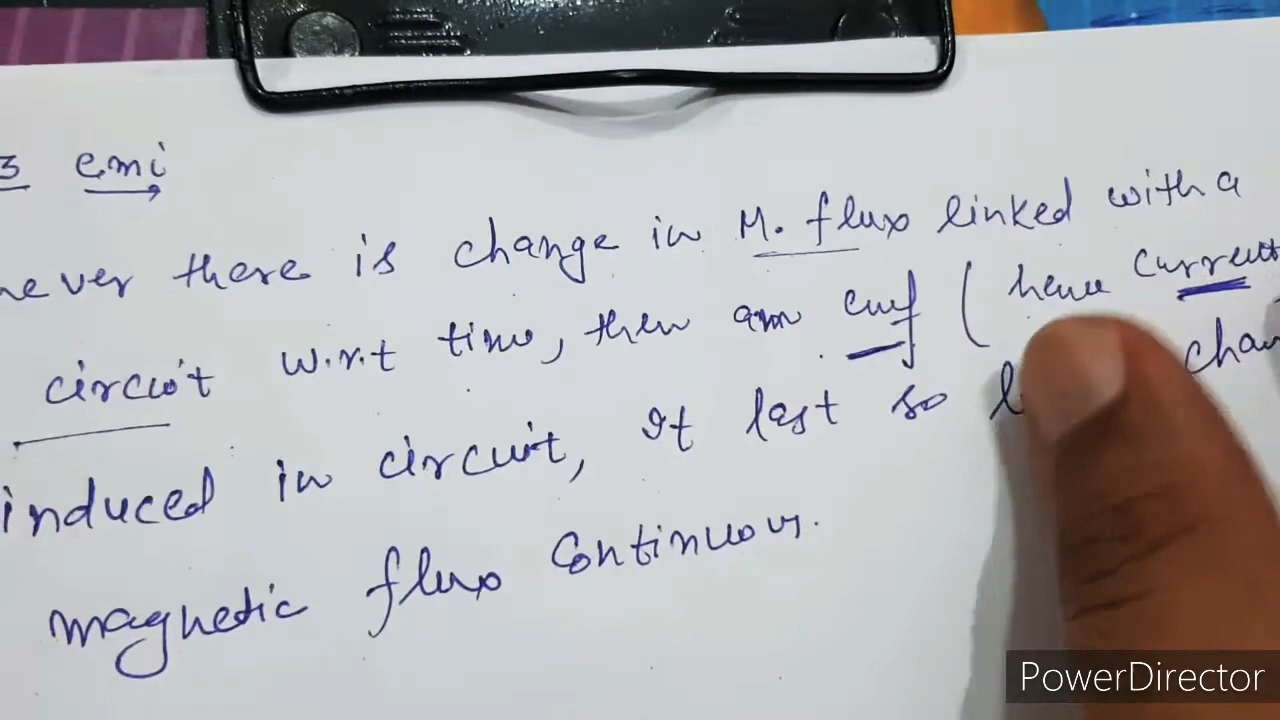 3 emi
never there is change in M. flux linked with a
circuit w.r.t time, then an emf ( hence current
induced in circuit, It last so
magnetic flux continuous.
PowerDirector